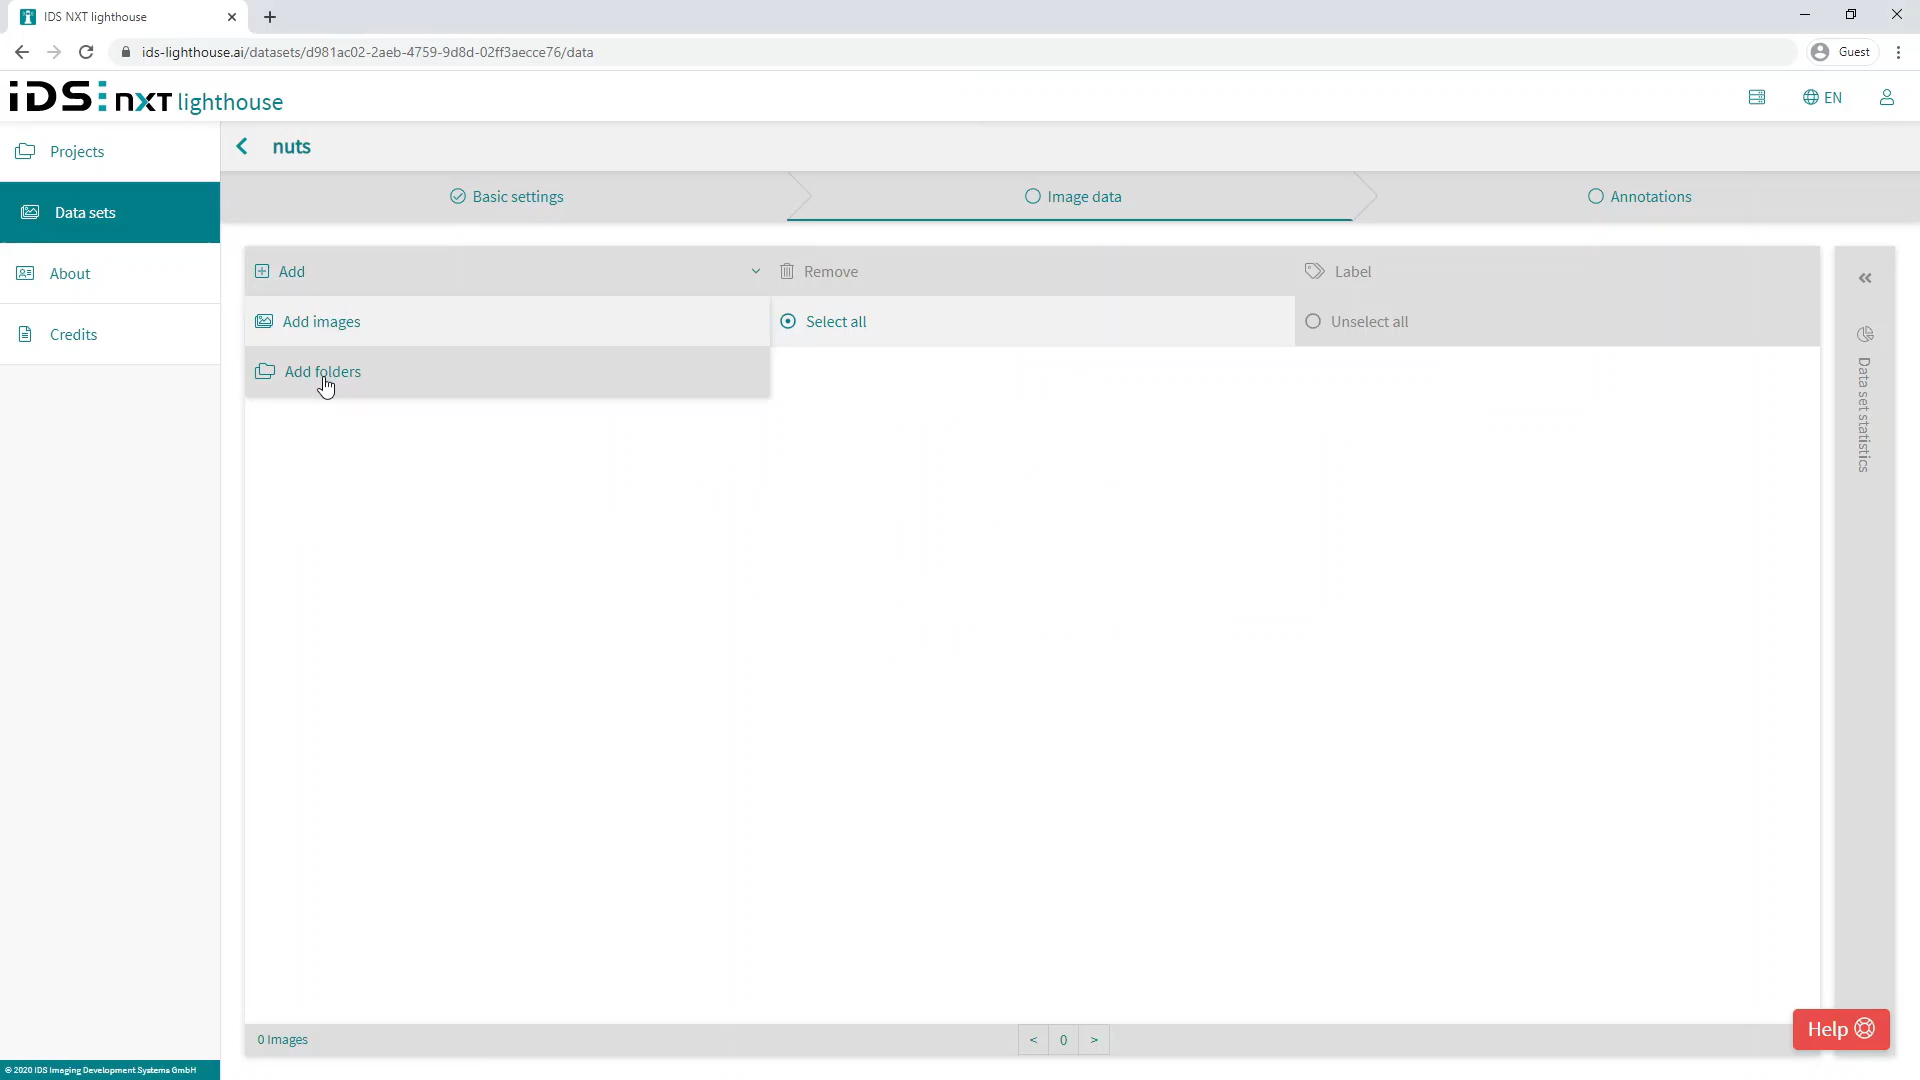 IDS NXT lighthouse
ids-lighthouse.ai/datasets/d981ac02-2aeb-4759-9d8d-02ff3aecce76/data
Guest
iDS: nxt lighthouse
EN
Projects
Data sets
About
Credits
nuts
Basic settings
Image data
Annotations
Add
Remove
Label
Add images
Select all
Unselect all
Add folders
Data set statistics
0 Images
< 0 >
Help
© 2020 IDS Imaging Development Systems GmbH